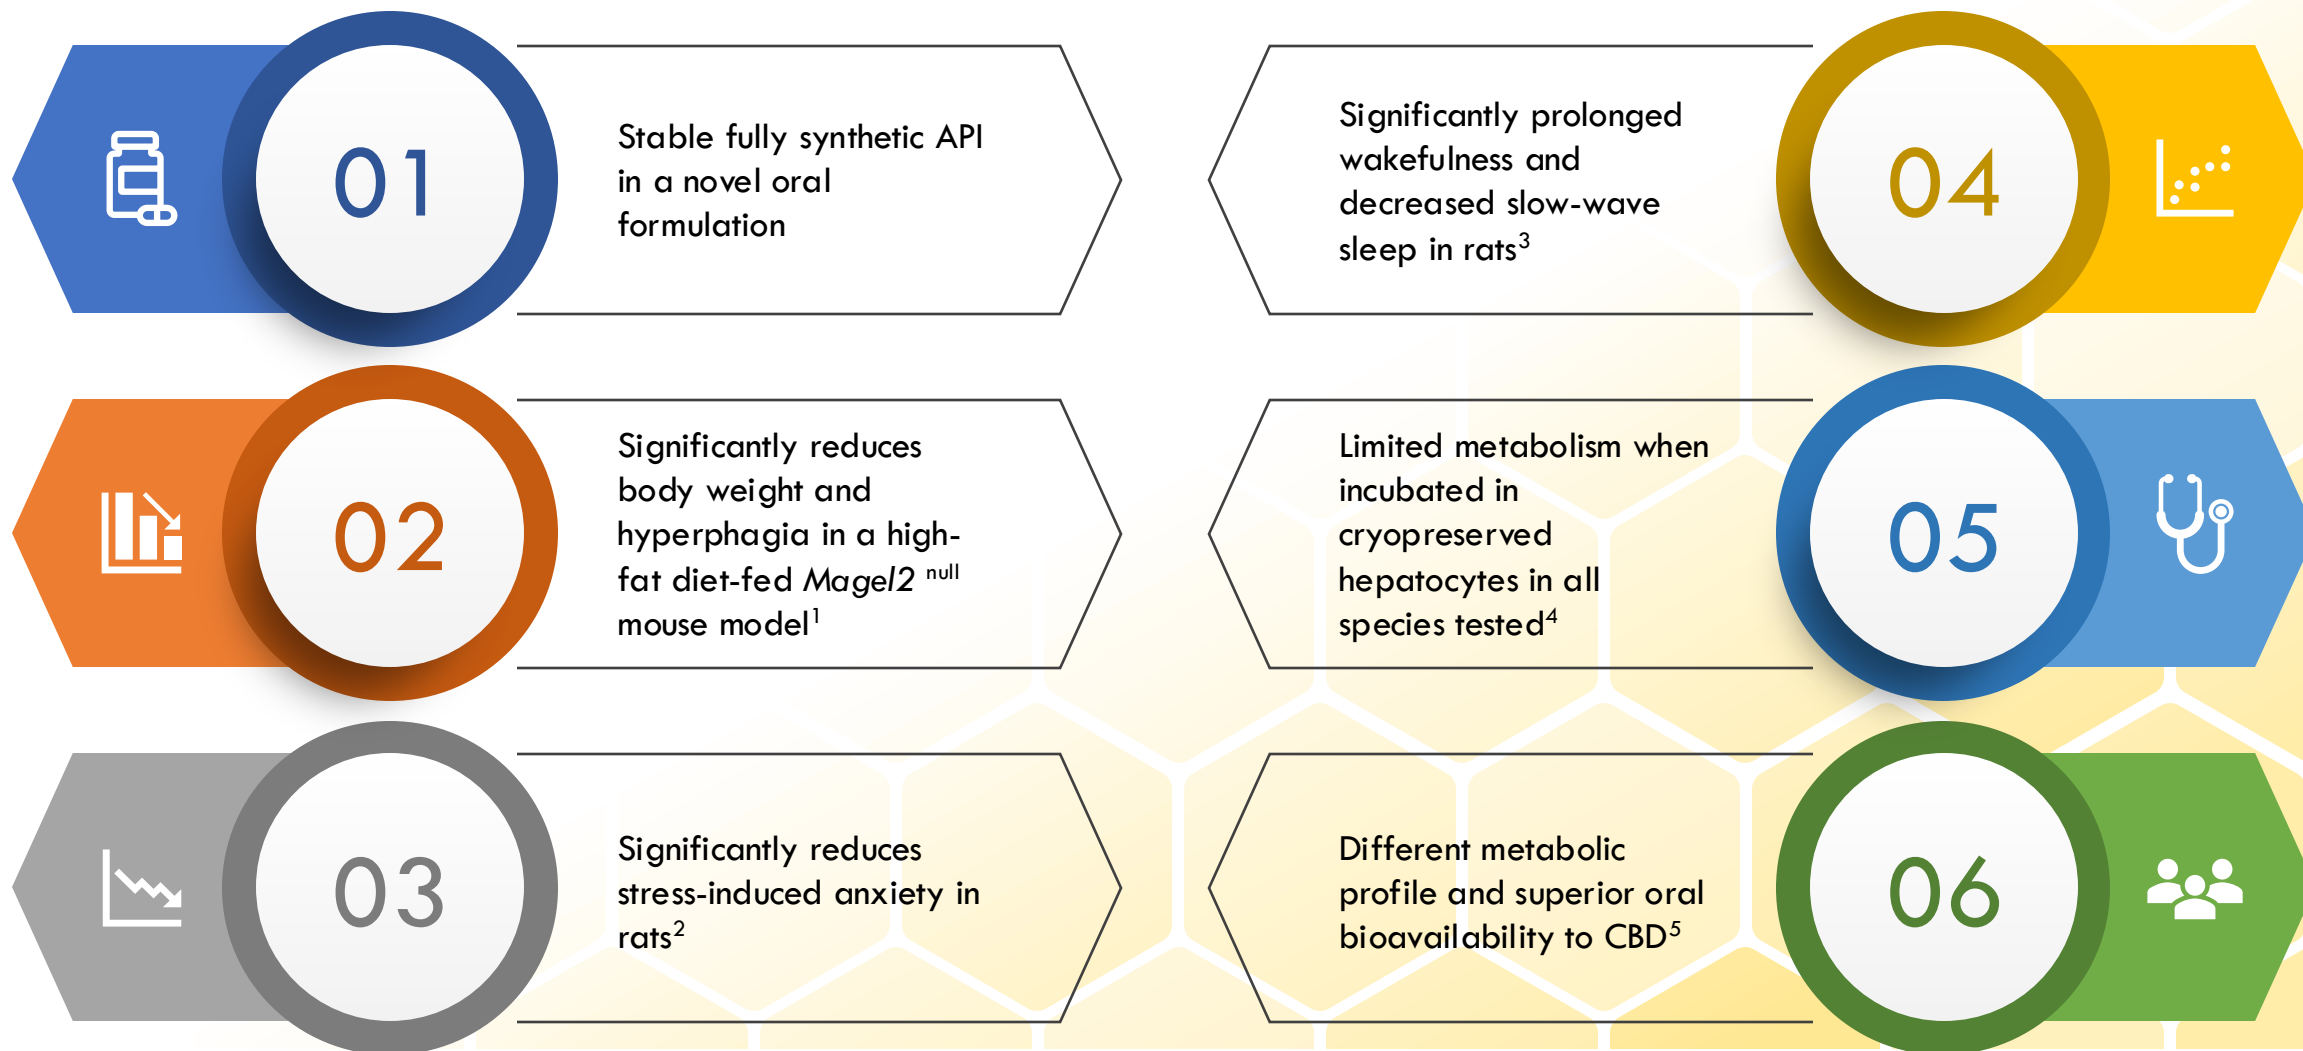 01
Stable fully synthetic API
in a novel oral
formulation
02
Significantly reduces
body weight and
hyperphagia in a high-
fat diet-fed Magel2 null
mouse model1
03
Significantly reduces
stress-induced anxiety in
rats2
04
Significantly prolonged
wakefulness and
decreased slow-wave
sleep in rats3
05
Limited metabolism when
incubated in
cryopreserved
hepatocytes in all
species tested4
06
Different metabolic
profile and superior oral
bioavailability to CBD5